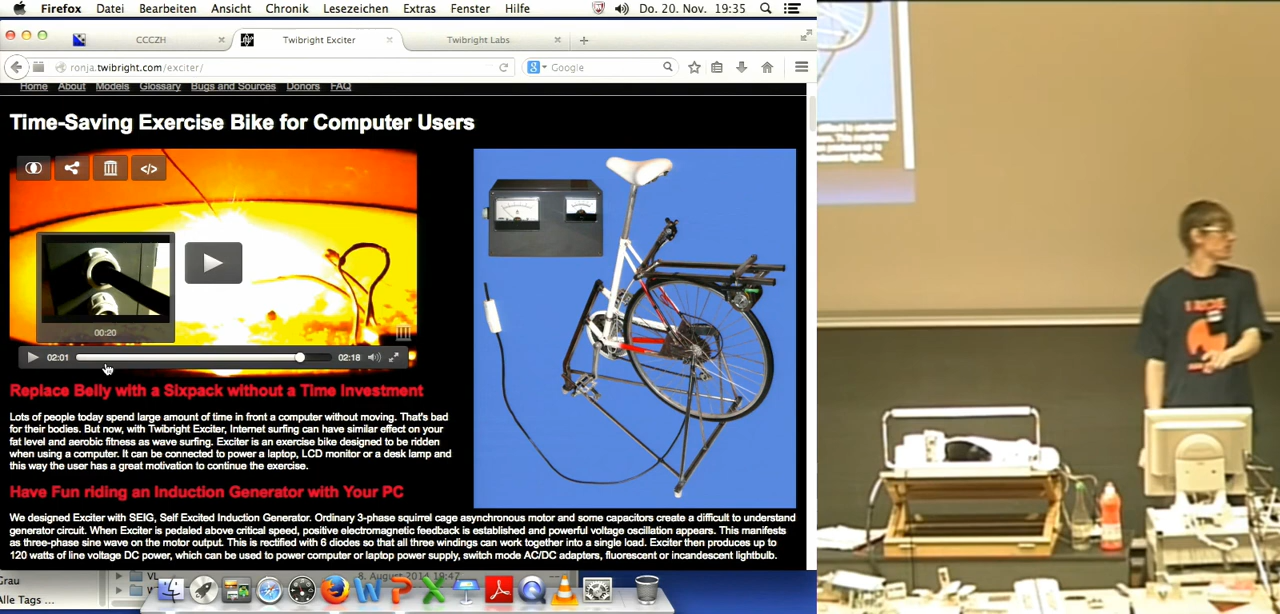 Firefox Datei Bearbeiten Ansicht Chronik Lesezeichen Extras Fenster Hilfe Do. 20. Nov. 19:35
CCCZH Twibright Exciter Twibright Labs
ronja.twibright.com/exciter/ Google
Home About Models Glossary Bugs and Sources Donors FAQ
Time-Saving Exercise Bike for Computer Users
00:20
02:01 02:18
Replace Belly with a Sixpack without a Time Investment
Lots of people today spend large amount of time in front a computer without moving. That's bad
for their bodies. But now, with Twibright Exciter, Internet surfing can have similar effect on your
fat level and aerobic fitness as wave surfing. Exciter is an exercise bike designed to be ridden
when using a computer. It can be connected to power a laptop, LCD monitor or a desk lamp and
this way the user has a great motivation to continue the exercise.
Have Fun riding an Induction Generator with Your PC
We designed Exciter with SEIG, Self Excited Induction Generator. Ordinary 3-phase squirrel cage asynchronous motor and some capacitors create a difficult to understand
generator circuit. When Exciter is pedaled above critical speed, positive electromagnetic feedback is established and powerful voltage oscillation appears. This manifests
as three-phase sine wave on the motor output. This is rectified with 6 diodes so that all three windings can work together into a single load. Exciter then produces up to
120 watts of line voltage DC power, which can be used to power computer or laptop power supply, switch mode AC/DC adapters, fluorescent or incandescent lightbulb.
Grau
Alle Tags ...
8. August 2014 19:47